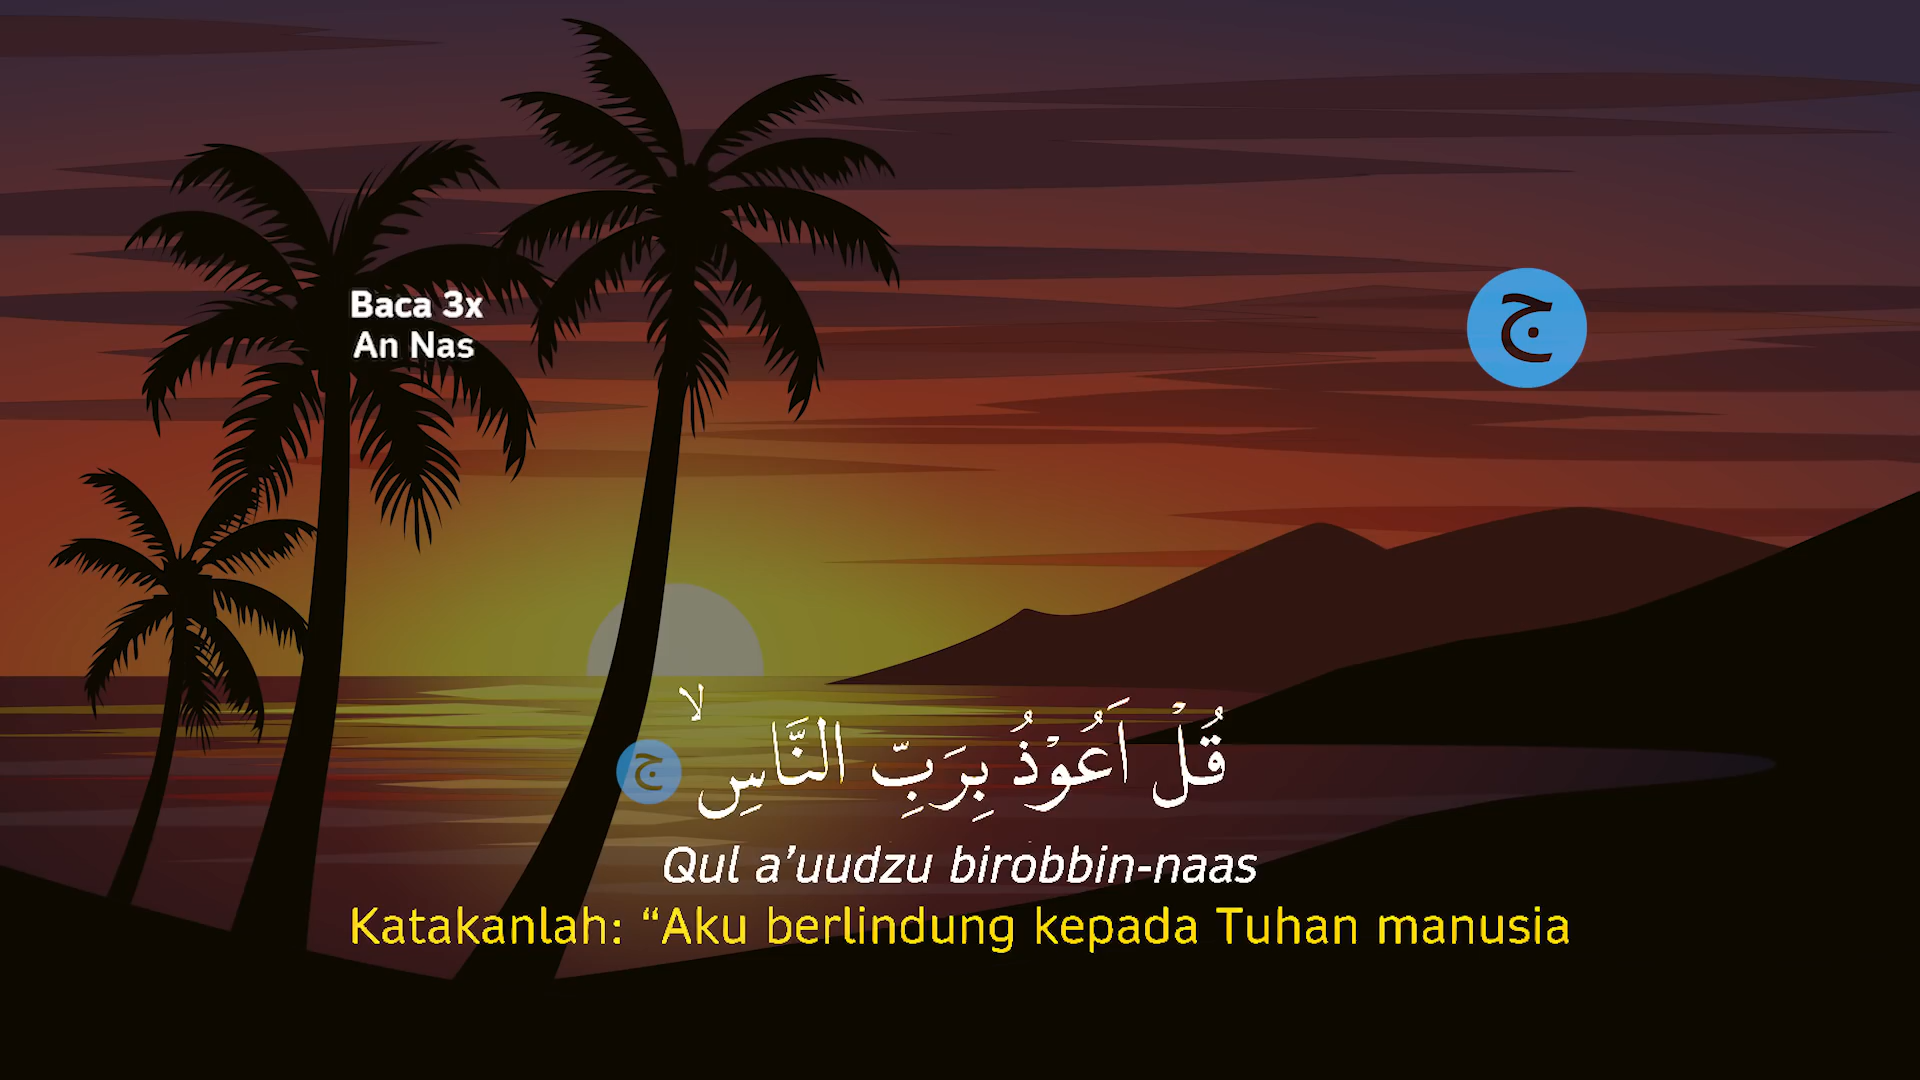 Baca 3x
An Nas
ج
قُلْ اَعُوْذُ بِرَبِّ النَّاسِۙ ج
Qul a’uudzu birobbin-naas
Katakanlah: “Aku berlindung kepada Tuhan manusia